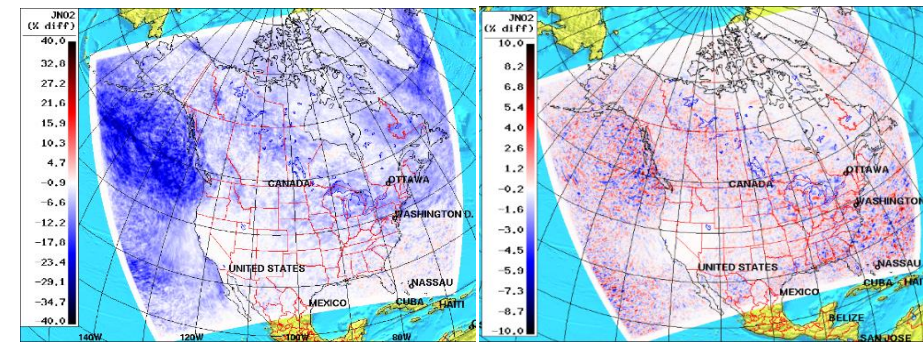 JNO2
(% diff)
40.0
32.8
27.2
21.6
15.9
10.3
4.7
-0.9
-6.6
-12.2
-17.8
-23.4
-29.1
-34.7
-40.0
CANADA
OTTAWA
WASHINGTON D.
UNITED STATES
NASSAU
MEXICO
CUBA
HAITI
140W
120W
100W
80W
JNO2
(% diff)
10.0
8.2
6.8
5.4
4.0
2.6
1.2
-0.2
-1.6
-3.0
-4.5
-5.9
-7.3
-8.7
-10.0
CANADA
OTTAWA
WASHINGTON
UNITED STATES
NASSAU
MEXICO
CUBA
HAI
BELIZE
SAN JOSE